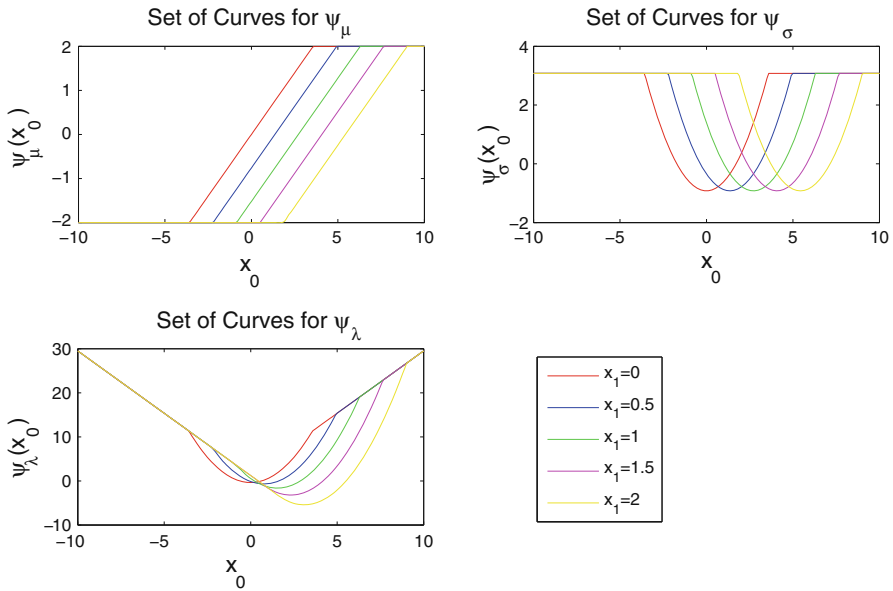 Set of Curves for ψ_μ
2
1
0
−1
−2
−10
−5
0
5
10
ψ_μ(x_0)
x_0
Set of Curves for ψ_σ
4
2
0
−2
−10
−5
0
5
10
ψ_σ(x_0)
x_0
Set of Curves for ψ_λ
30
20
10
0
−10
−10
−5
0
5
10
ψ_λ(x_0)
x_0
x_1=0
x_1=0.5
x_1=1
x_1=1.5
x_1=2